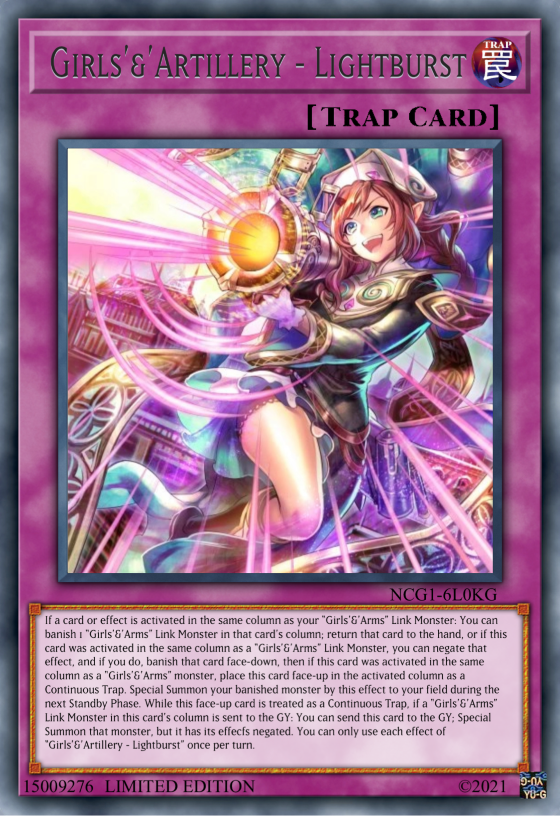 Girls'&'Artillery - Lightburst
TRAP
罠
[Trap Card]
NCG1-6L0KG
If a card or effect is activated in the same column as your "Girls'&'Arms" Link Monster: You can
banish 1 "Girls'&'Arms" Link Monster in that card's column; return that card to the hand, or if this
card was activated in the same column as a "Girls'&'Arms" Link Monster, you can negate that
effect, and if you do, banish that card face-down, then if this card was activated in the same
column as a "Girls'&'Arms" monster, place this card face-up in the activated column as a
Continuous Trap. Special Summon your banished monster by this effect to your field during the
next Standby Phase. While this face-up card is treated as a Continuous Trap, if a "Girls'&'Arms"
Link Monster in this card's column is sent to the GY: You can send this card to the GY; Special
Summon that monster, but it has its effecfs negated. You can only use each effect of
"Girls'&'Artillery - Lightburst" once per turn.
15009276 LIMITED EDITION
©2021
YU-G
YU-G